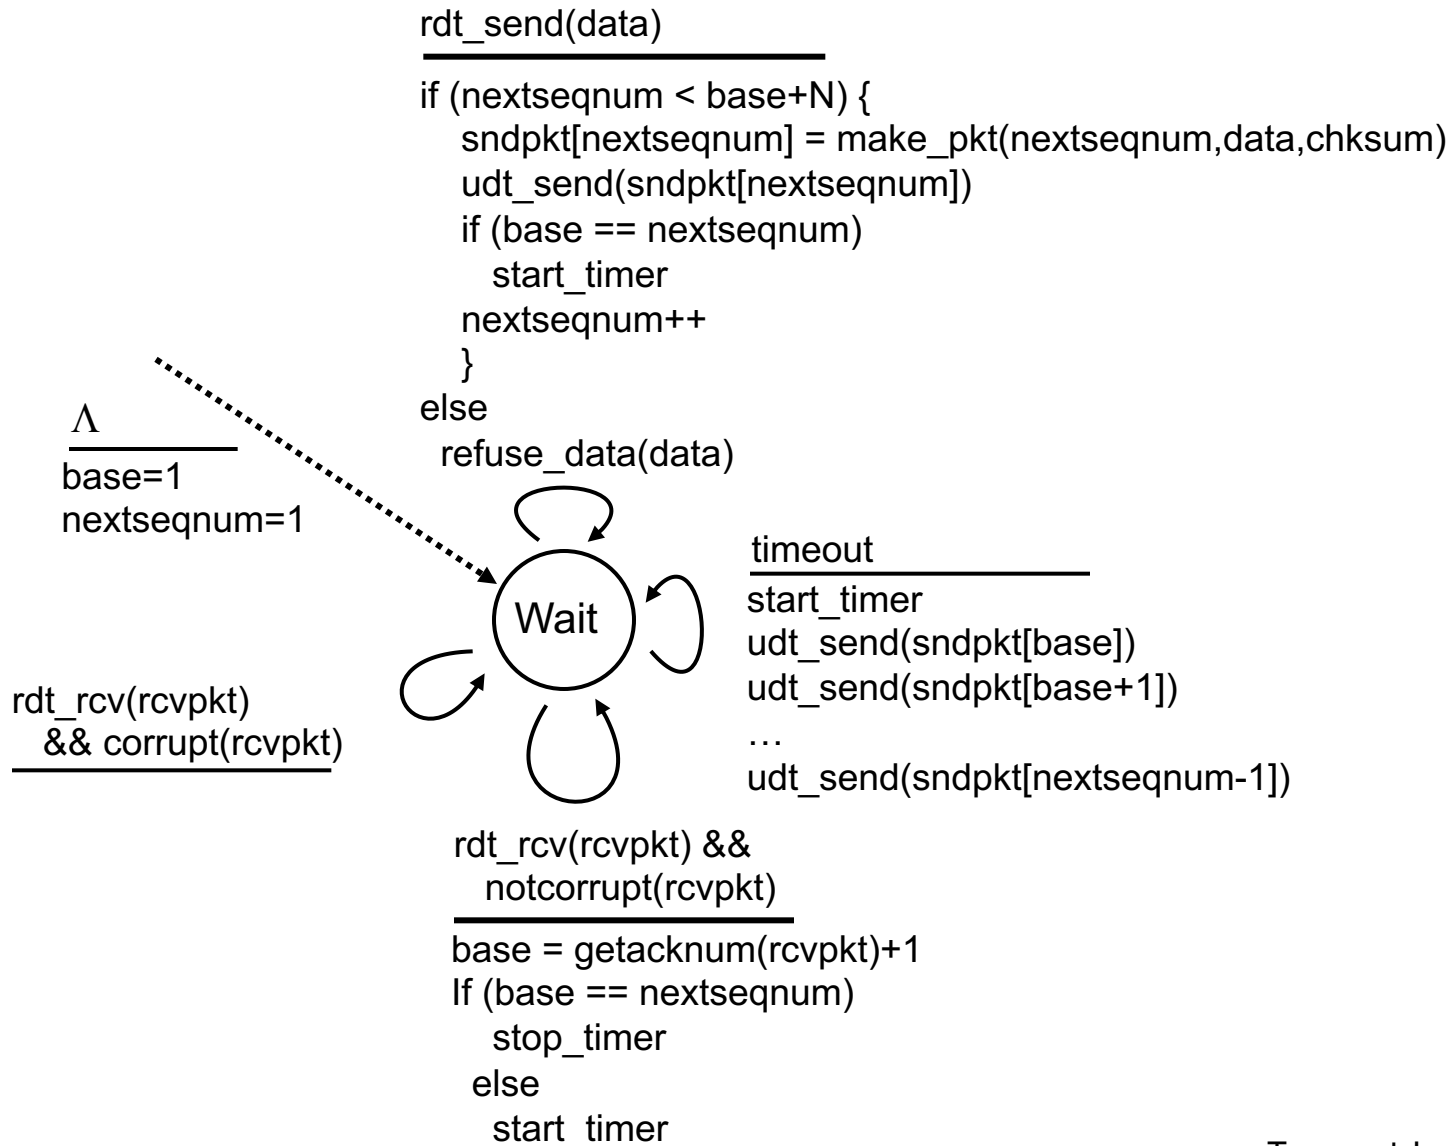 rdt_send(data)
if (nextseqnum < base+N) {
sndpkt[nextseqnum] = make_pkt(nextseqnum,data,chksum)
udt_send(sndpkt[nextseqnum])
if (base == nextseqnum)
start_timer
nextseqnum++
}
else
refuse_data(data)
Λ
base=1
nextseqnum=1
Wait
timeout
start_timer
udt_send(sndpkt[base])
udt_send(sndpkt[base+1])
…
udt_send(sndpkt[nextseqnum-1])
rdt_rcv(rcvpkt)
&& corrupt(rcvpkt)
rdt_rcv(rcvpkt) &&
notcorrupt(rcvpkt)
base = getacknum(rcvpkt)+1
If (base == nextseqnum)
stop_timer
else
start_timer